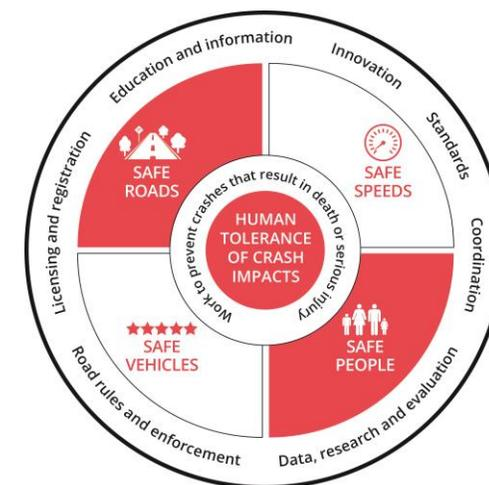 Education and information
Innovation
Standards
Coordination
Data, research and evaluation
Road rules and enforcement
Licensing and registration
SAFE
ROADS
SAFE
SPEEDS
Work to prevent crashes that result in death or serious injury
HUMAN
TOLERANCE
OF CRASH
IMPACTS
SAFE
VEHICLES
SAFE
PEOPLE